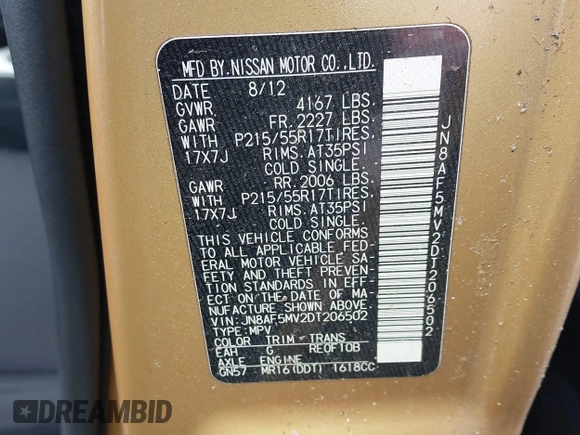 MFD BY.NISSAN MOTOR CO.,LTD.
DATE 8/12
GVWR 4167 LBS.
GAWR FR.2227 LBS.
WITH P215/55R17TIRES.
17X7J RIMS.AT35PSI
COLD SINGLE.
GAWR RR.2006 LBS.
WITH P215/55R17TIRES.
17X7J RIMS.AT35PSI
COLD SINGLE.
THIS VEHICLE CONFORMS
TO ALL APPLICABLE FED-
ERAL MOTOR VEHICLE SA-
FETY AND THEFT PREVEN-
TION STANDARDS IN EFF-
ECT ON THE DATE OF MA-
NUFACTURE SHOWN ABOVE
VIN: JN8AF5MV2DT206502
TYPE: MPV
COLOR TRIM TRANS
EAH G RE0F10B
AXLE ENGINE
GN57 MR16(DDT) 1618CC
JN8AF5MV2DT206502
DREAMBID